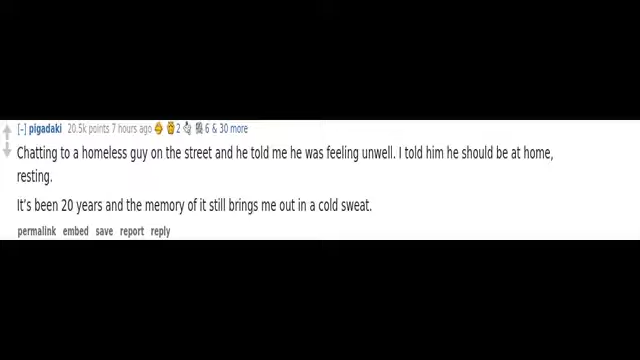 [-] pigadaki 20.5k points 7 hours ago 2 6 & 30 more
Chatting to a homeless guy on the street and he told me he was feeling unwell. I told him he should be at home,
resting.
It's been 20 years and the memory of it still brings me out in a cold sweat.
permalink embed save report reply